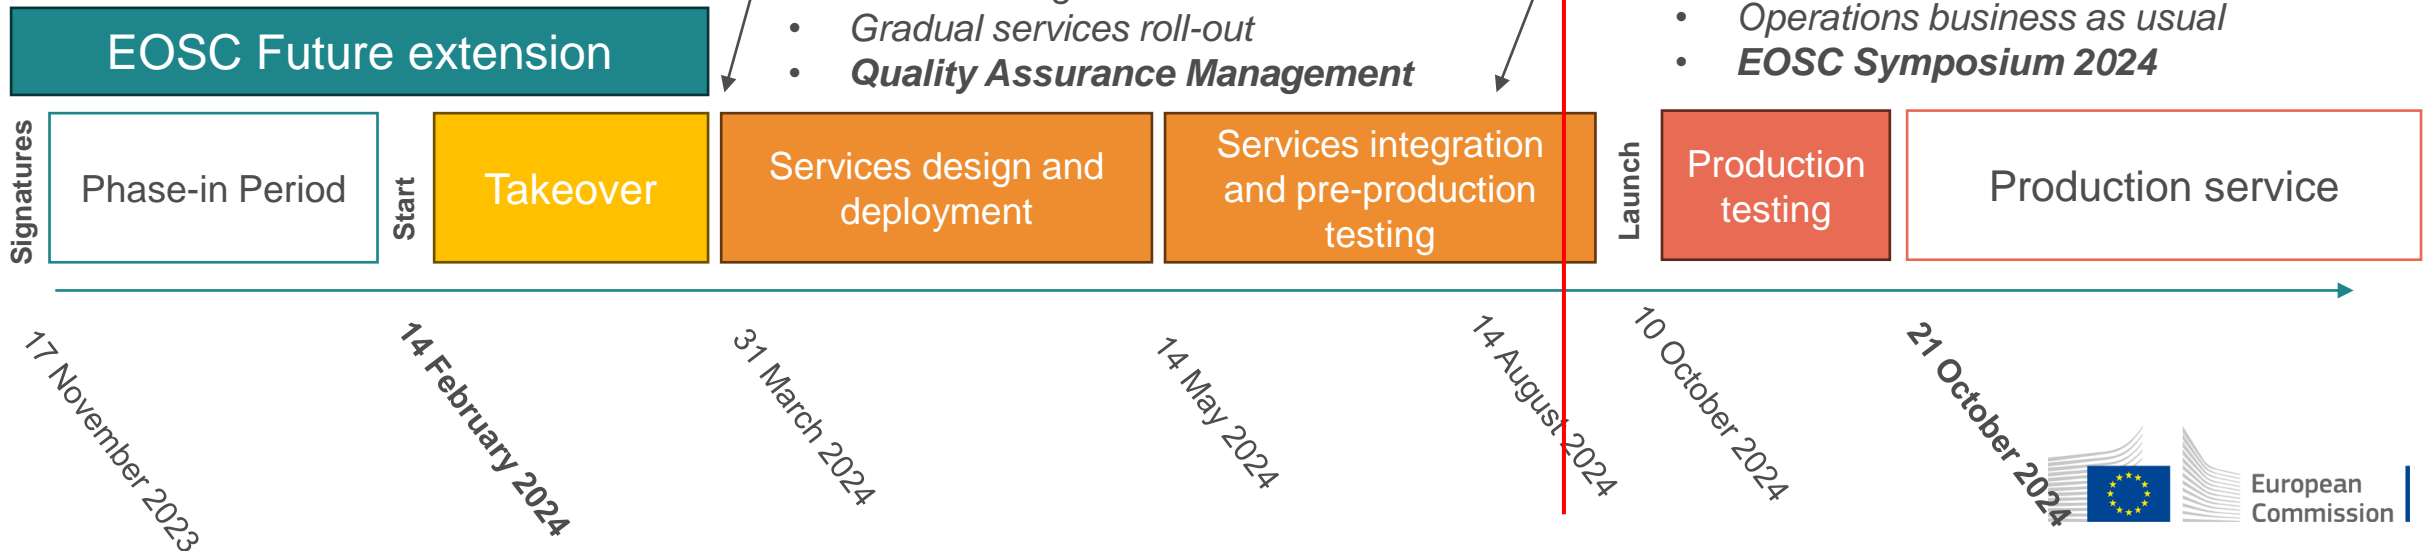 EOSC Future extension
• Gradual services roll-out
• Quality Assurance Management
• Operations business as usual
• EOSC Symposium 2024
Signatures
Phase-in Period
Start
Takeover
Services design and
deployment
Services integration
and pre-production
testing
Launch
Production
testing
Production service
17 November 2023
14 February 2024
31 March 2024
14 May 2024
14 August 2024
10 October 2024
21 October 2024
European
Commission